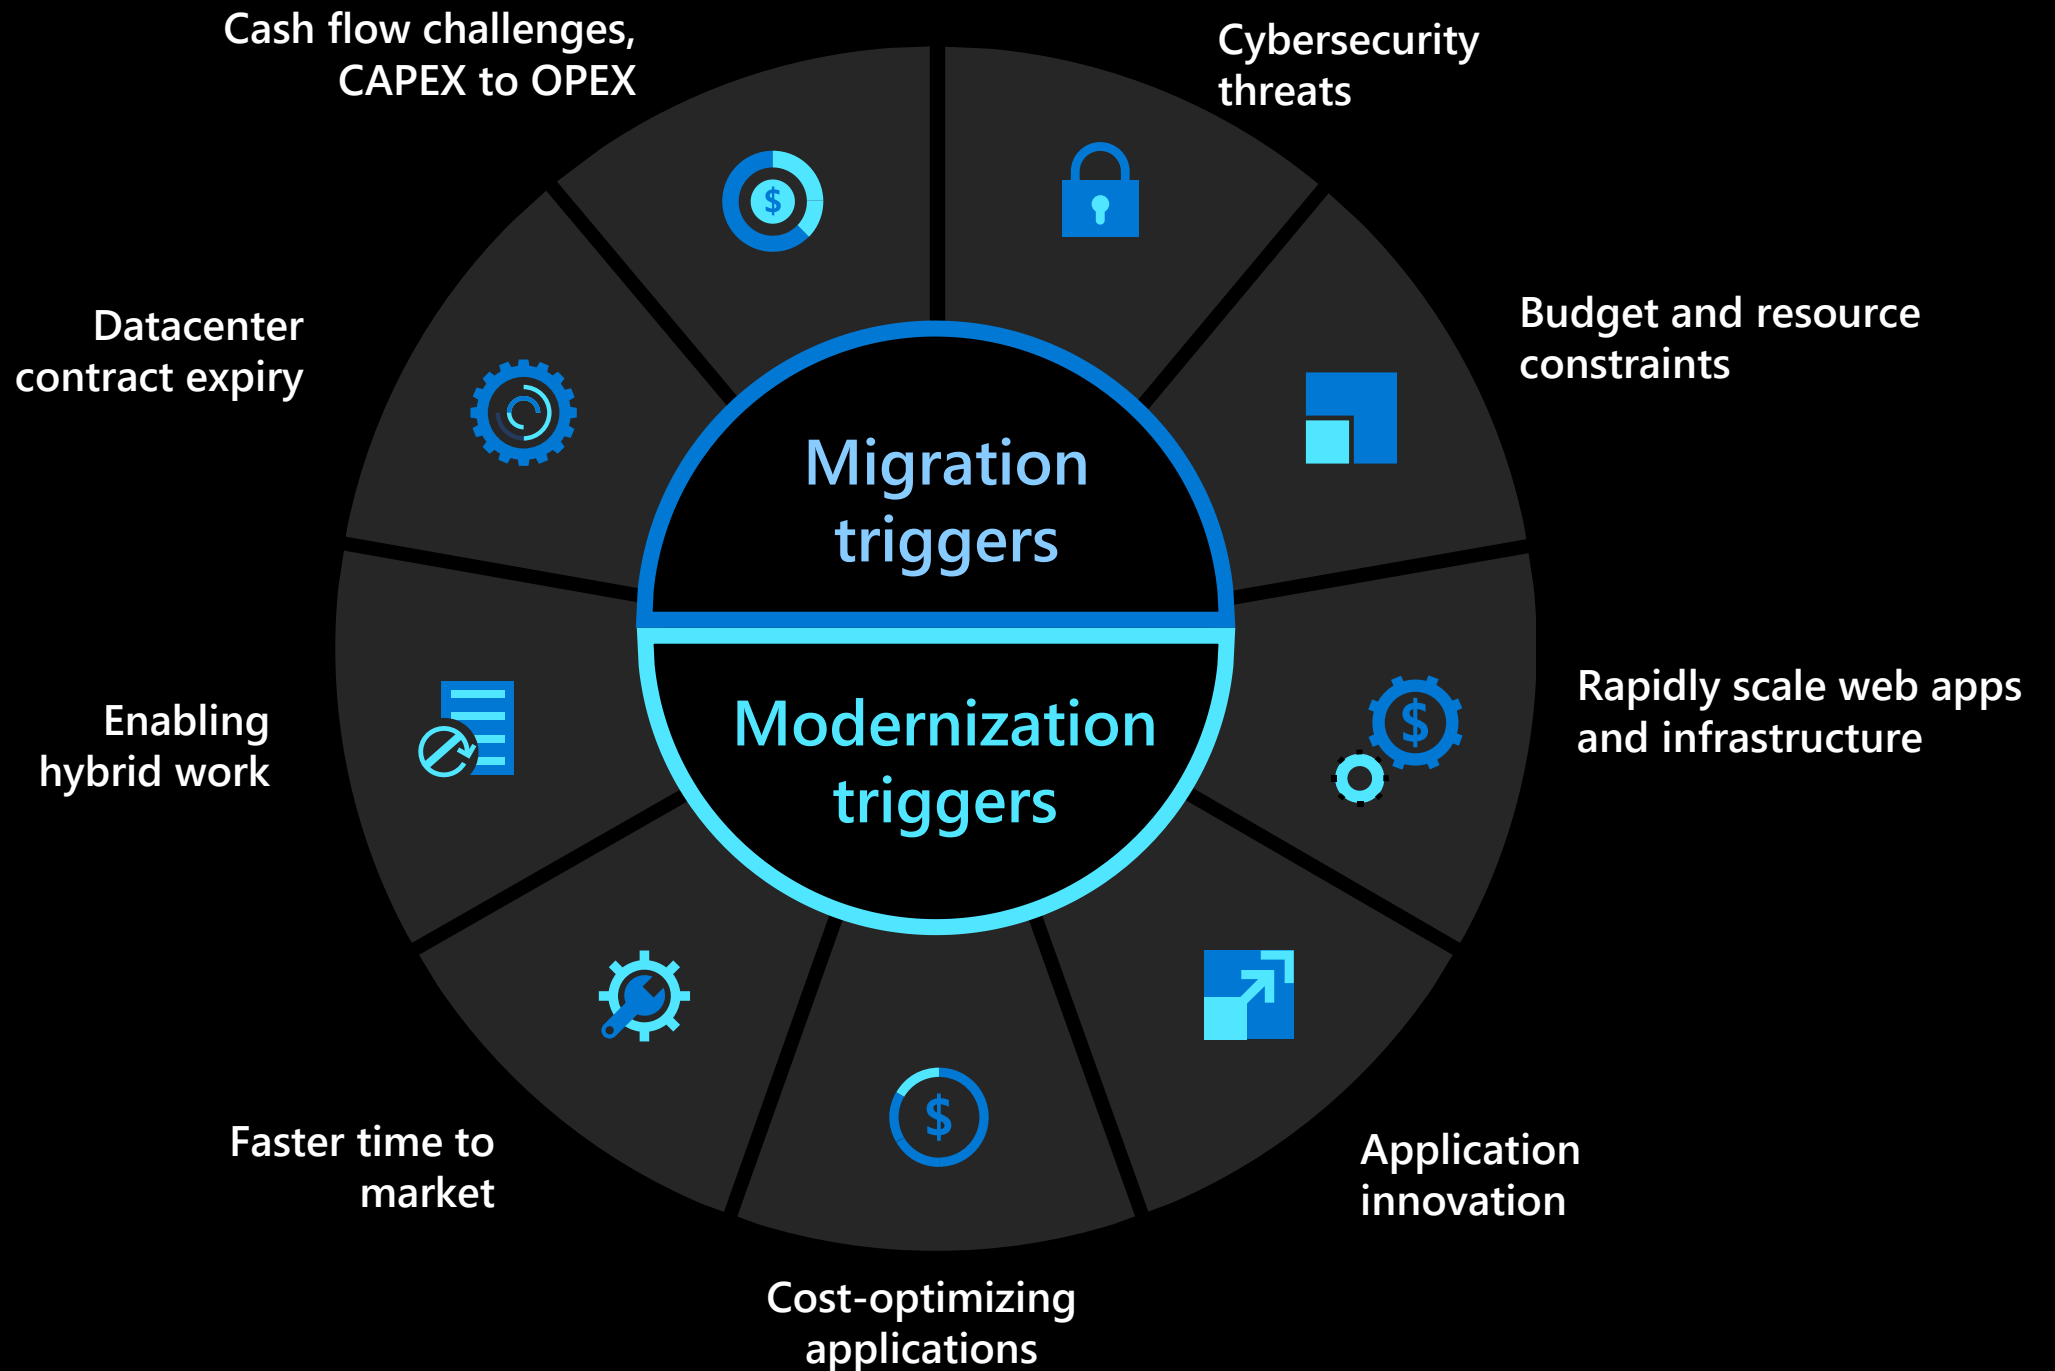 Cash flow challenges,
CAPEX to OPEX
Cybersecurity
threats
Budget and resource
constraints
Datacenter
contract expiry
Migration
triggers
Modernization
triggers
Rapidly scale web apps
and infrastructure
Enabling
hybrid work
Faster time to
market
Application
innovation
Cost-optimizing
applications
$
$
$